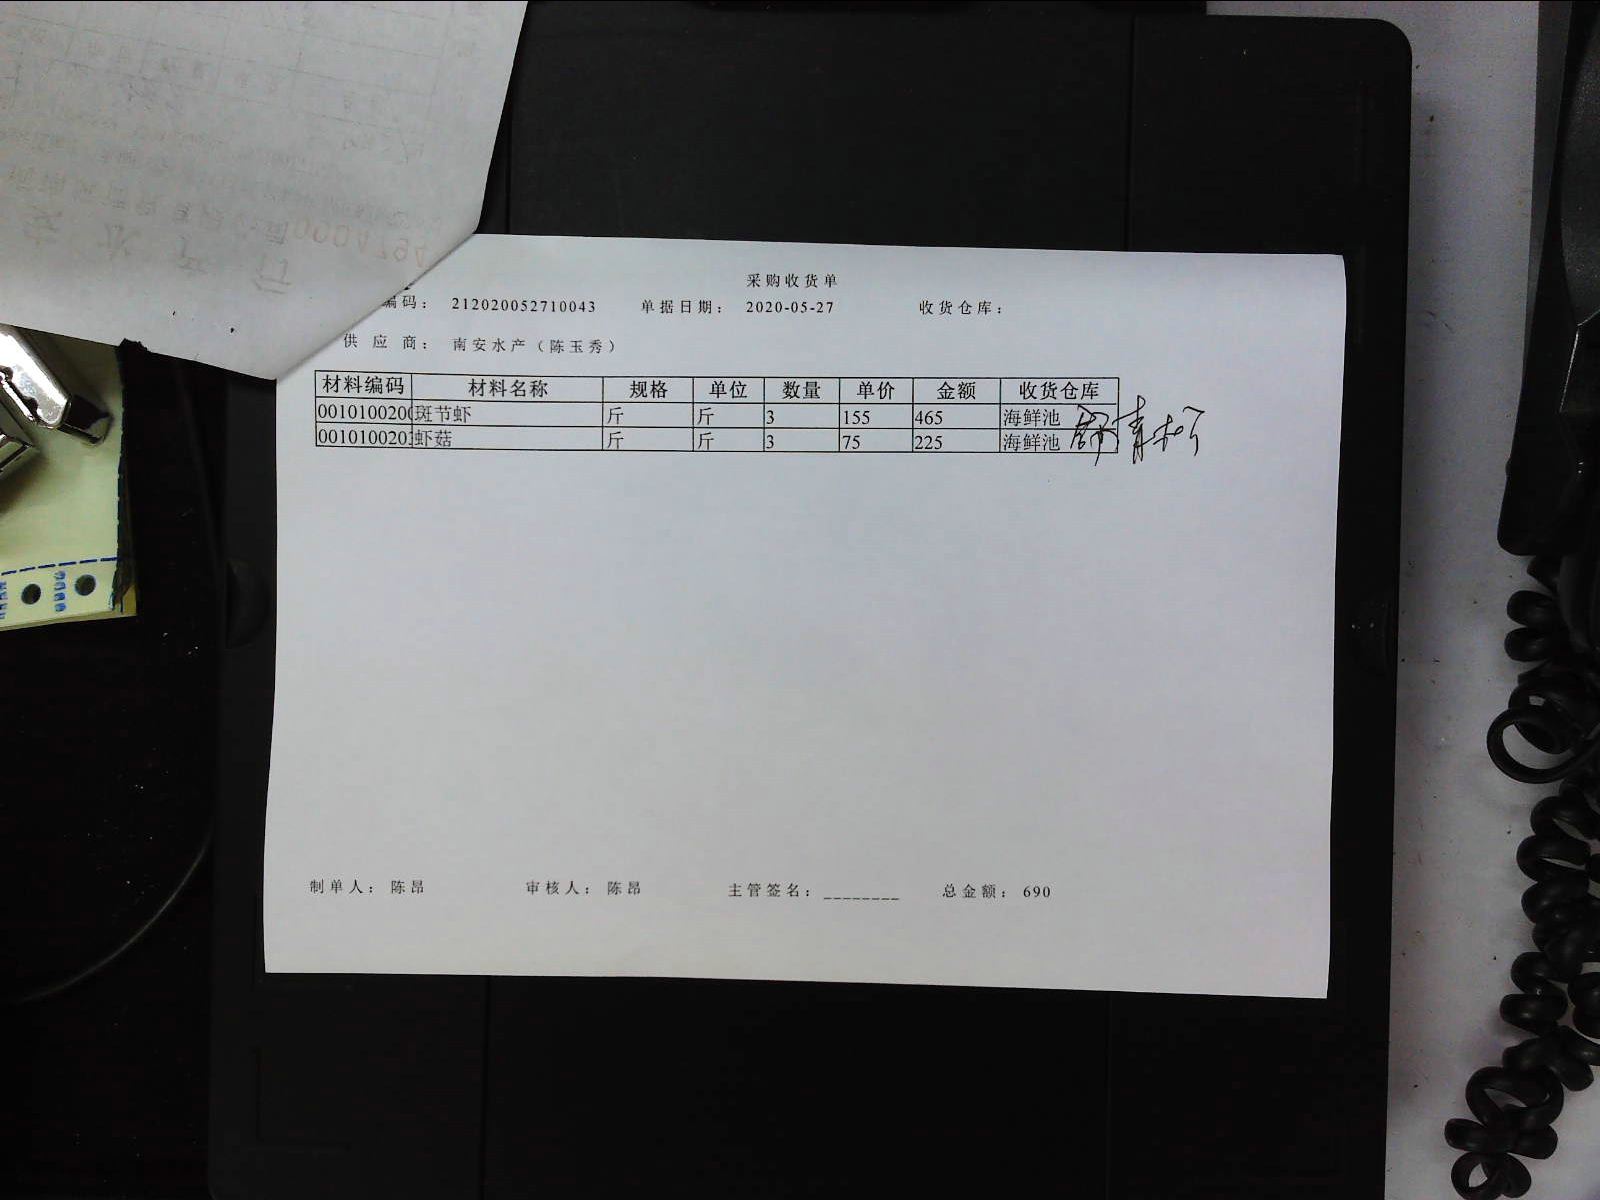 采购收货单
编码: 212020052710043 单据日期: 2020-05-27 收货仓库:
供应商: 南安水产（陈玉秀）
材料编码 材料名称 规格 单位 数量 单价 金额 收货仓库
0010100200 斑节虾 斤 斤 3 155 465 海鲜池
001010020 虾菇 斤 斤 3 75 225 海鲜池
制单人: 陈昂 审核人: 陈昂 主管签名:________ 总金额: 690